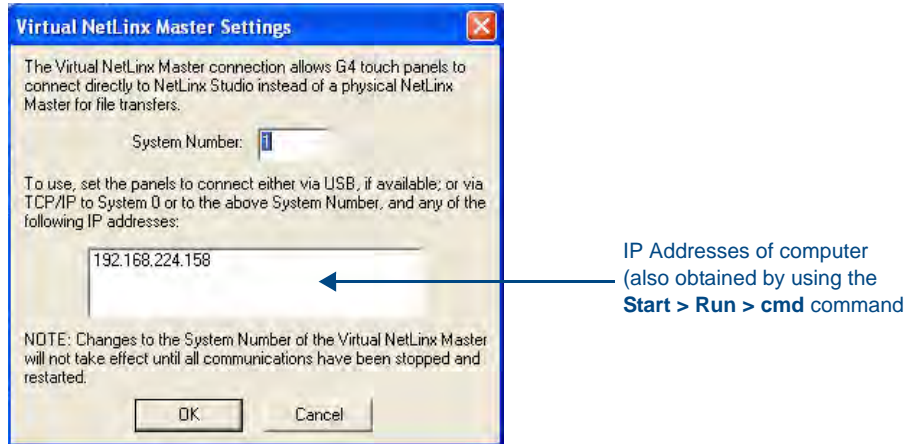 Virtual NetLinx Master Settings
The Virtual NetLinx Master connection allows G4 touch panels to
connect directly to NetLinx Studio instead of a physical NetLinx
Master for file transfers.
System Number: 1
To use, set the panels to connect either via USB, if available; or via
TCP/IP to System 0 or to the above System Number, and any of the
following IP addresses:
192.168.224.158
IP Addresses of computer
(also obtained by using the
Start > Run > cmd command
NOTE: Changes to the System Number of the Virtual NetLinx Master
will not take effect until all communications have been stopped and
restarted.
OK
Cancel